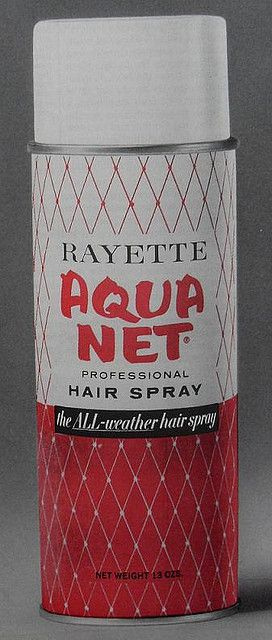 RAYETTE
AQUA
NET®
PROFESSIONAL
HAIR SPRAY
the ALL-weather hair spray
NET WEIGHT 13 OZS.